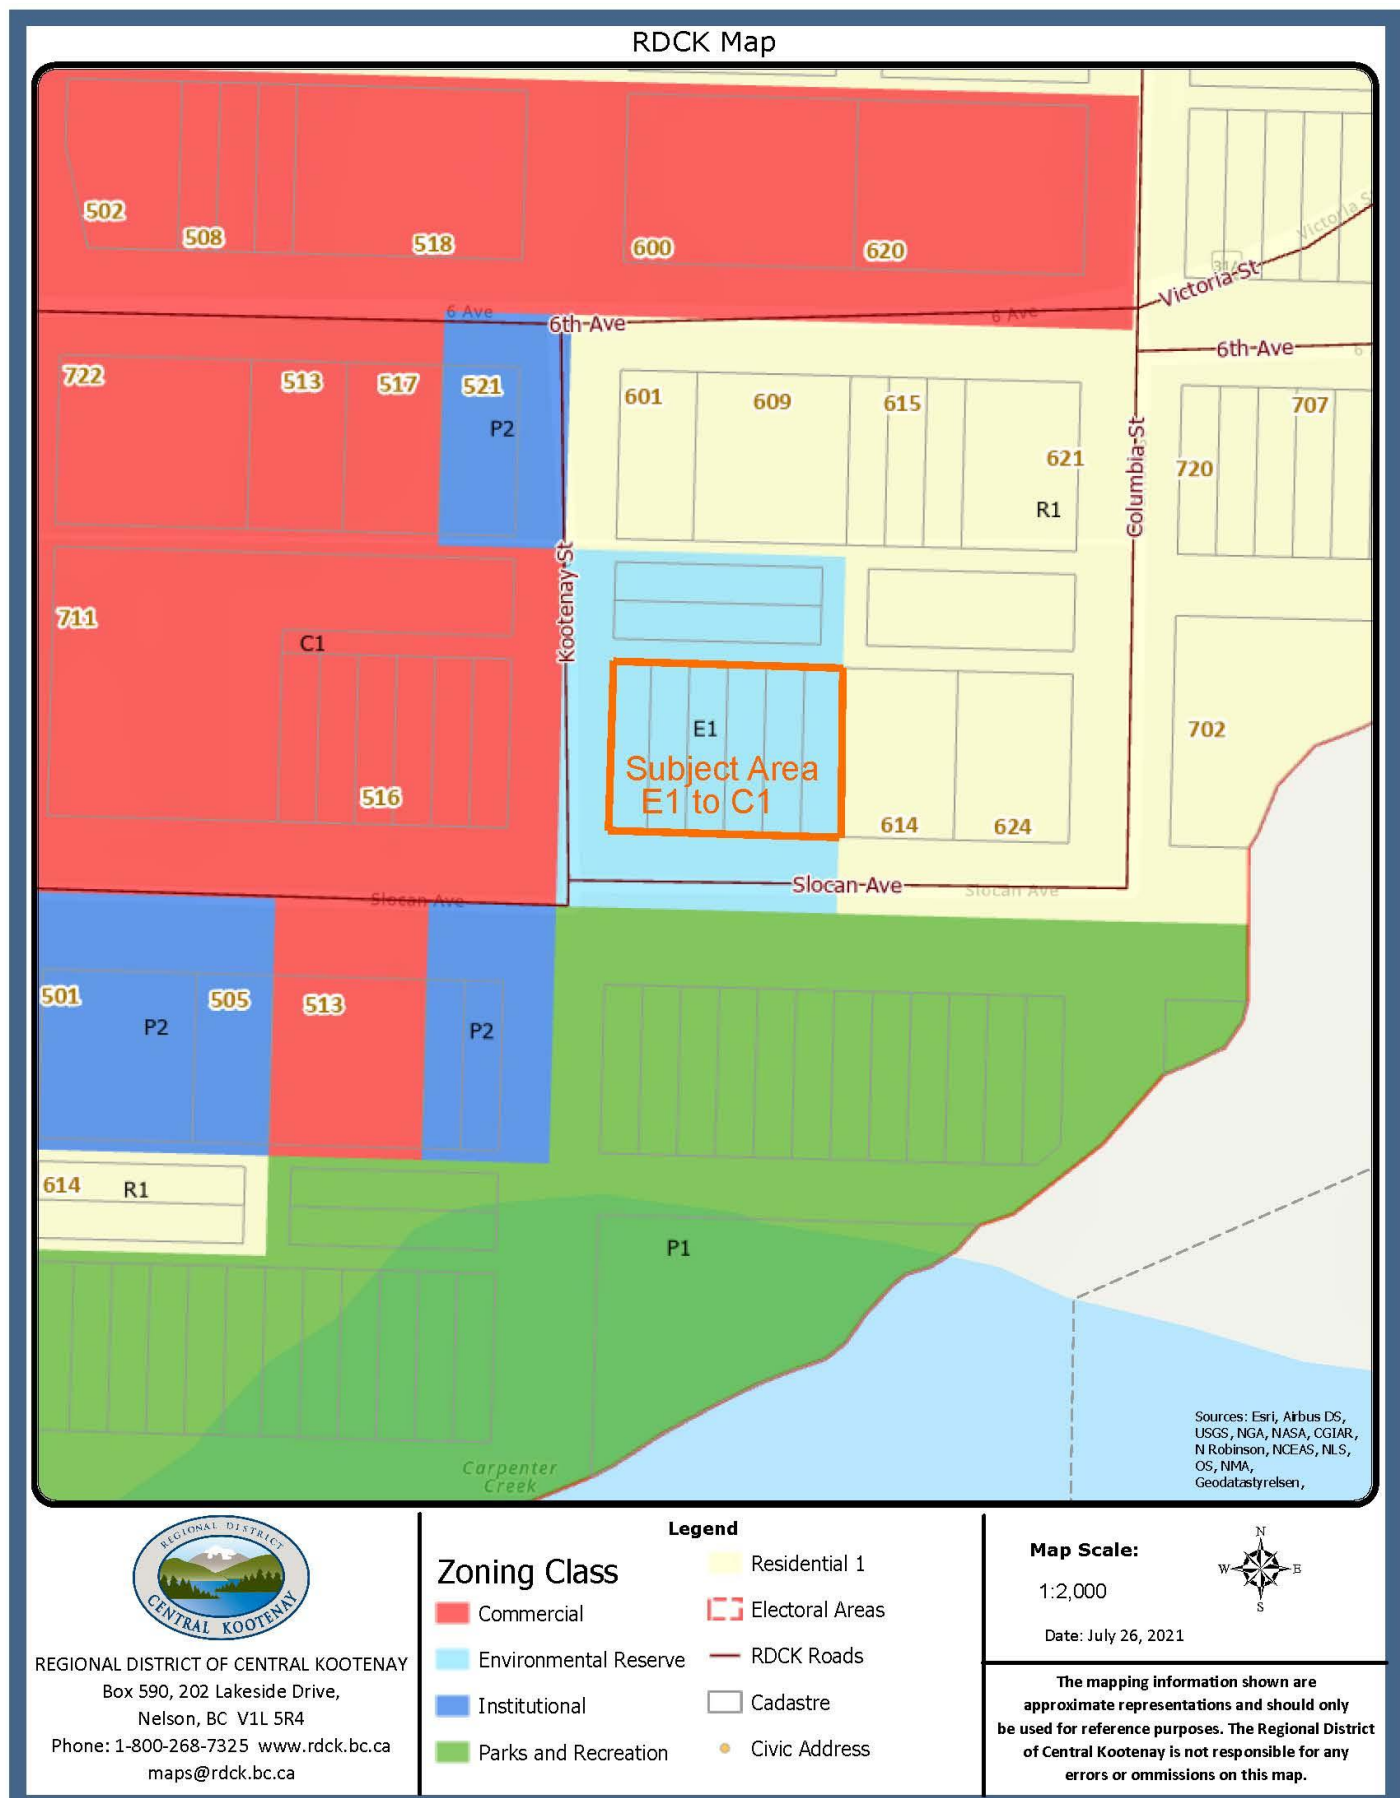 RDCK Map
502
508
518
600
620
Victoria S
31A
Victoria-St
6 Ave
6th-Ave
6 Ave
6th-Ave
6
722
513
517
521
P2
601
609
615
621
R1
Columbia-St
720
707
Kootenay-St
711
C1
516
E1
Subject Area
E1 to C1
614
624
702
Slocan Ave
Slocan-Ave
Slocan Ave
501
P2
505
513
P2
614
R1
P1
Carpenter
Creek
Sources: Esri, Airbus DS,
USGS, NGA, NASA, CGIAR,
N Robinson, NCEAS, NLS,
OS, NMA,
Geodatastyrelsen,
REGIONAL DISTRICT
CENTRAL KOOTENAY
REGIONAL DISTRICT OF CENTRAL KOOTENAY
Box 590, 202 Lakeside Drive,
Nelson, BC V1L 5R4
Phone: 1-800-268-7325 www.rdck.bc.ca
maps@rdck.bc.ca
Legend
Zoning Class
Commercial
Environmental Reserve
Institutional
Parks and Recreation
Residential 1
Electoral Areas
RDCK Roads
Cadastre
Civic Address
Map Scale:
1:2,000
Date: July 26, 2021
N
W
E
S
The mapping information shown are
approximate representations and should only
be used for reference purposes. The Regional District
of Central Kootenay is not responsible for any
errors or ommissions on this map.